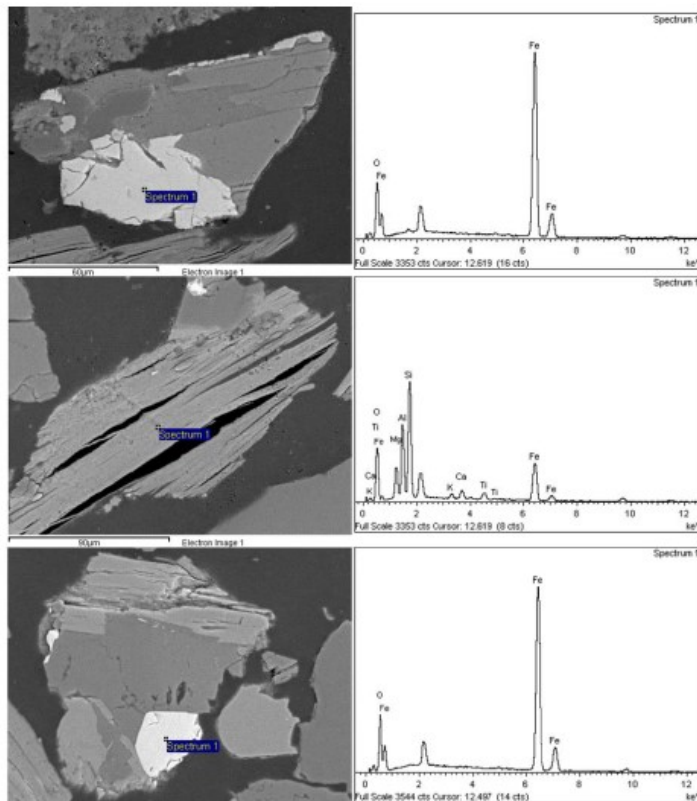 Spectrum 1
60µm
Electron Image 1
Spectrum 1
Fe
O
Fe
Fe
0 2 4 6 8 10 12
Full Scale 3353 cts Cursor: 12.619 (16 cts) keV
Spectrum 1
90µm
Electron Image 1
Spectrum 1
Si
O
Al
Ti
Fe
Mg
Fe
Ca
K
K
Ca
Ti
Ti
Fe
0 2 4 6 8 10 12
Full Scale 3353 cts Cursor: 12.619 (8 cts)
Spectrum 1
Spectrum 1
Fe
O
Fe
Fe
0 2 4 6 8 10 12
Full Scale 3544 cts Cursor: 12.497 (14 cts)